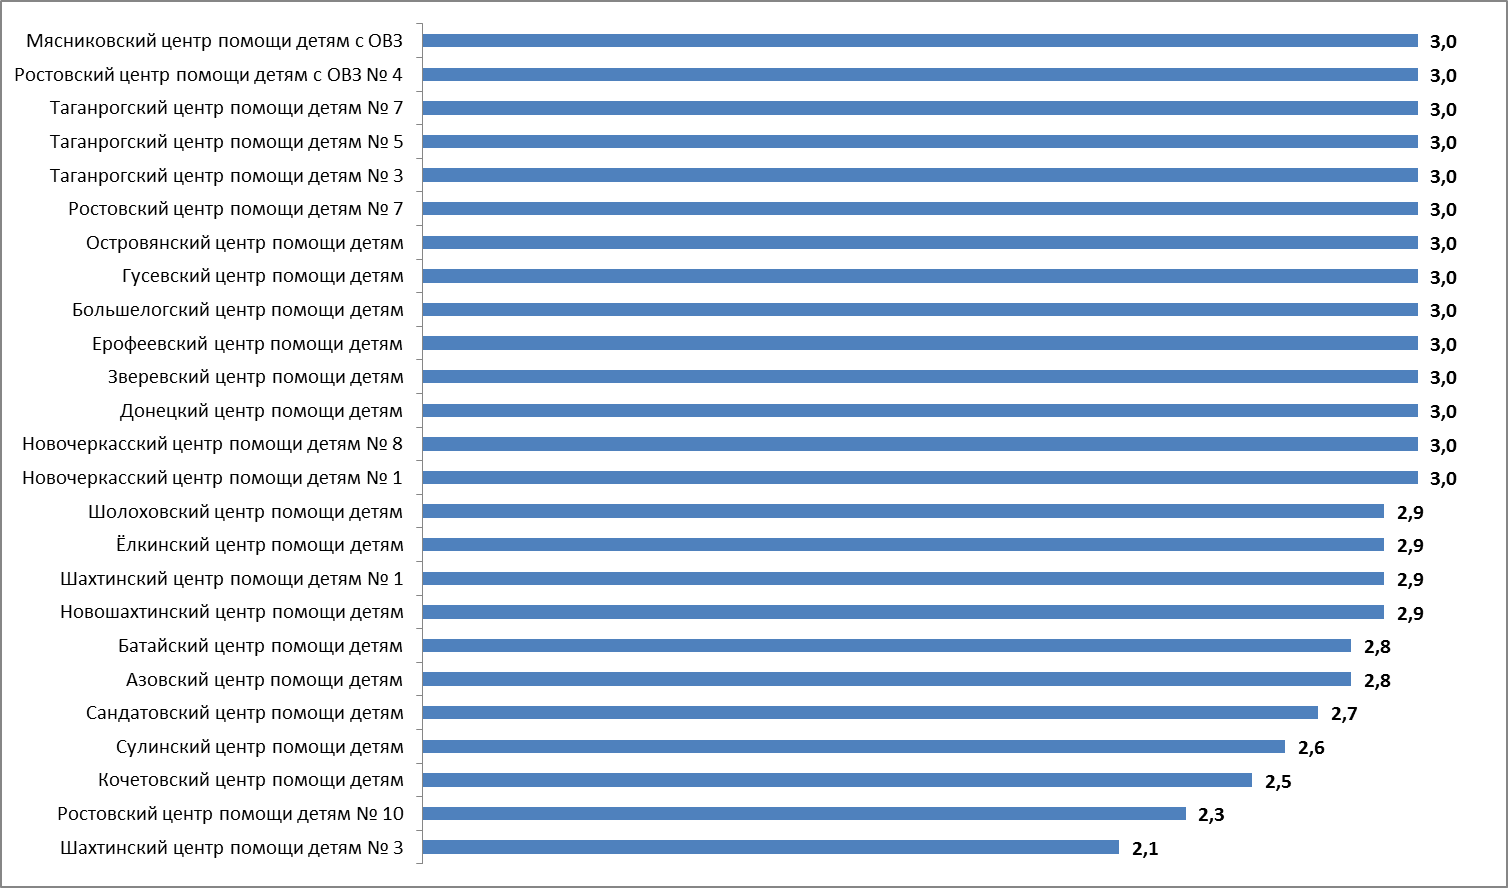 Мясниковский центр помощи детям с ОВЗ 3,0
Ростовский центр помощи детям с ОВЗ № 4 3,0
Таганрогский центр помощи детям № 7 3,0
Таганрогский центр помощи детям № 5 3,0
Таганрогский центр помощи детям № 3 3,0
Ростовский центр помощи детям № 7 3,0
Островянский центр помощи детям 3,0
Гусевский центр помощи детям 3,0
Большелогский центр помощи детям 3,0
Ерофеевский центр помощи детям 3,0
Зверевский центр помощи детям 3,0
Донецкий центр помощи детям 3,0
Новочеркасский центр помощи детям № 8 3,0
Новочеркасский центр помощи детям № 1 3,0
Шолоховский центр помощи детям 2,9
Ёлкинский центр помощи детям 2,9
Шахтинский центр помощи детям № 1 2,9
Новошахтинский центр помощи детям 2,9
Батайский центр помощи детям 2,8
Азовский центр помощи детям 2,8
Сандатовский центр помощи детям 2,7
Сулинский центр помощи детям 2,6
Кочетовский центр помощи детям 2,5
Ростовский центр помощи детям № 10 2,3
Шахтинский центр помощи детям № 3 2,1